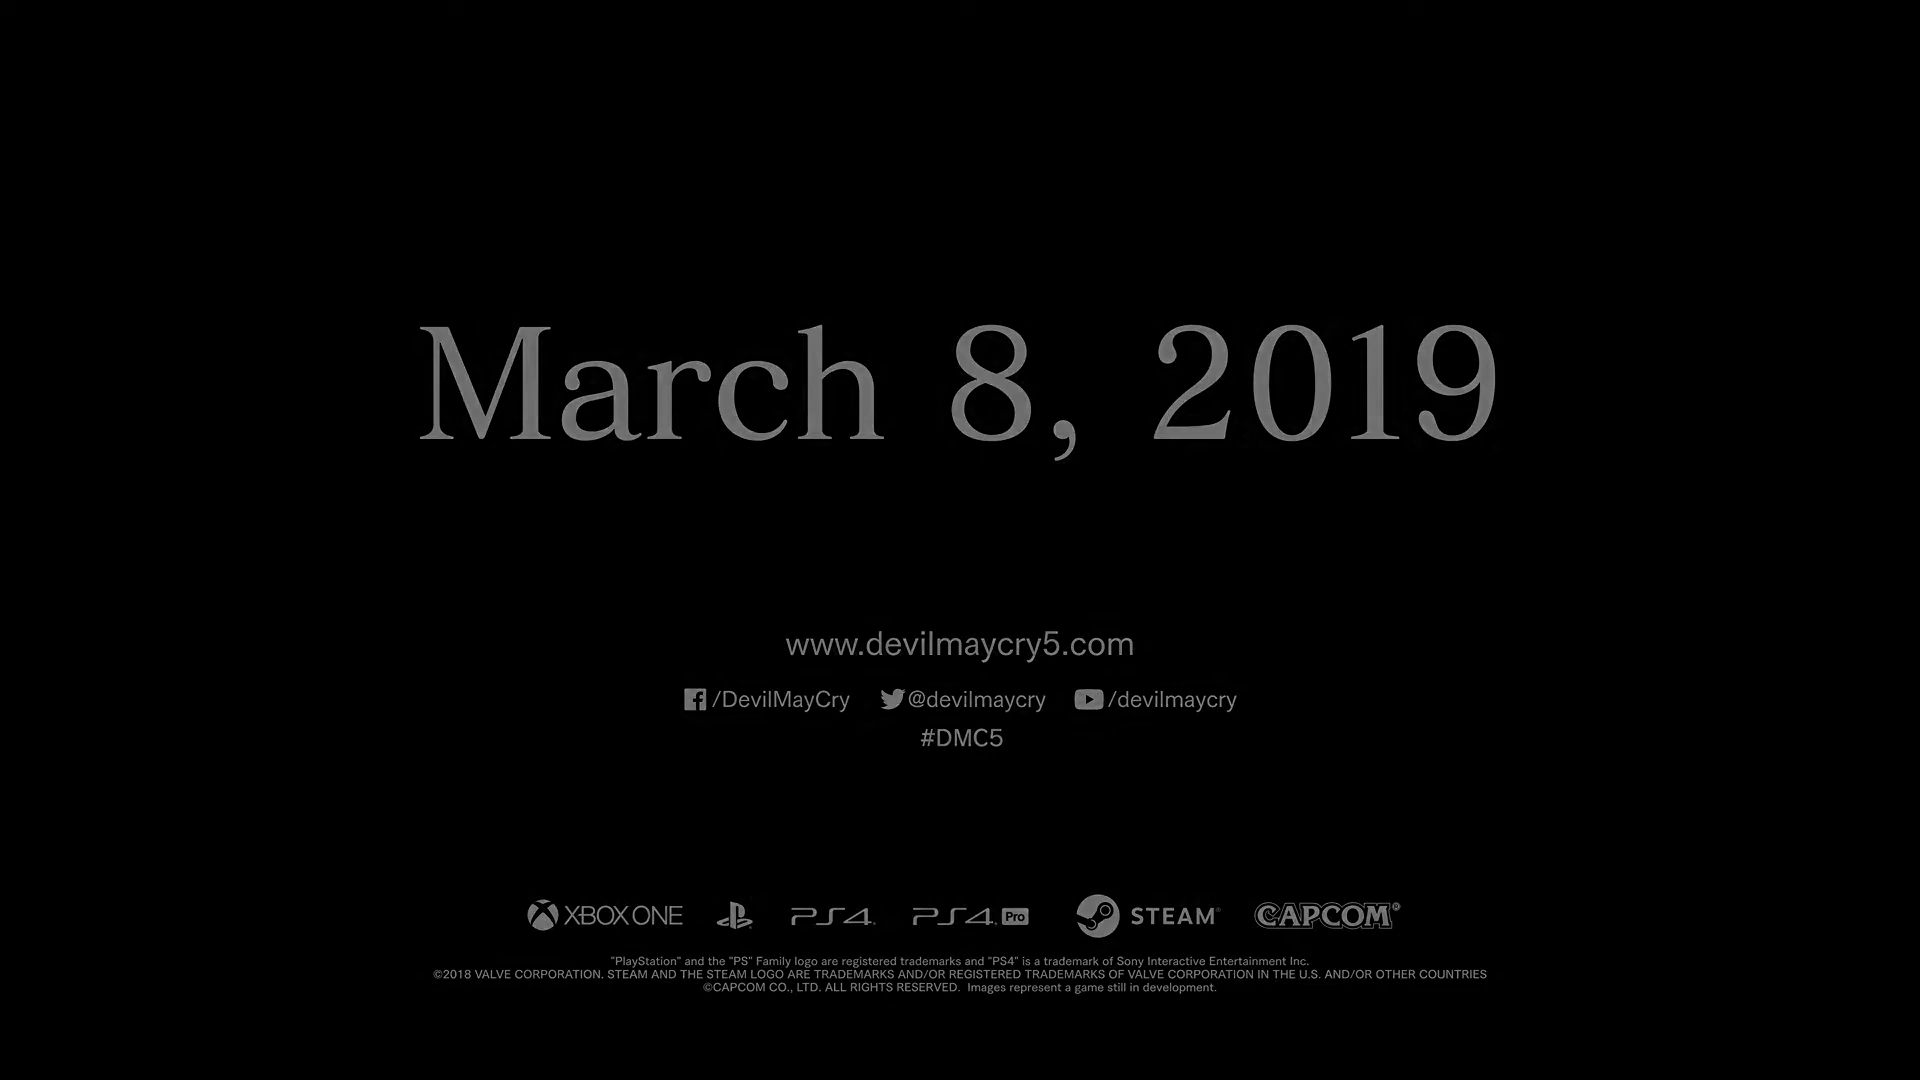 March 8, 2019
www.devilmaycry5.com
/DevilMayCry @devilmaycry /devilmaycry
#DMC5
XBOX ONE PS4 PS4 Pro STEAM® CAPCOM®
"PlayStation" and the "PS" Family logo are registered trademarks and "PS4" is a trademark of Sony Interactive Entertainment Inc.
©2018 VALVE CORPORATION. STEAM AND THE STEAM LOGO ARE TRADEMARKS AND/OR REGISTERED TRADEMARKS OF VALVE CORPORATION IN THE U.S. AND/OR OTHER COUNTRIES
©CAPCOM CO., LTD. ALL RIGHTS RESERVED. Images represent a game still in development.